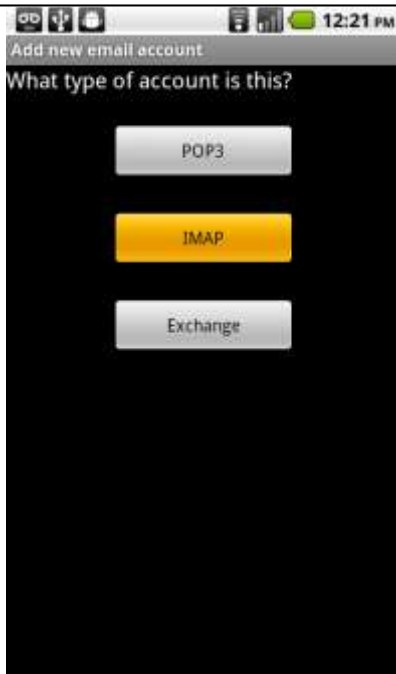 12:21 PM
Add new email account
What type of account is this?
POP3
IMAP
Exchange